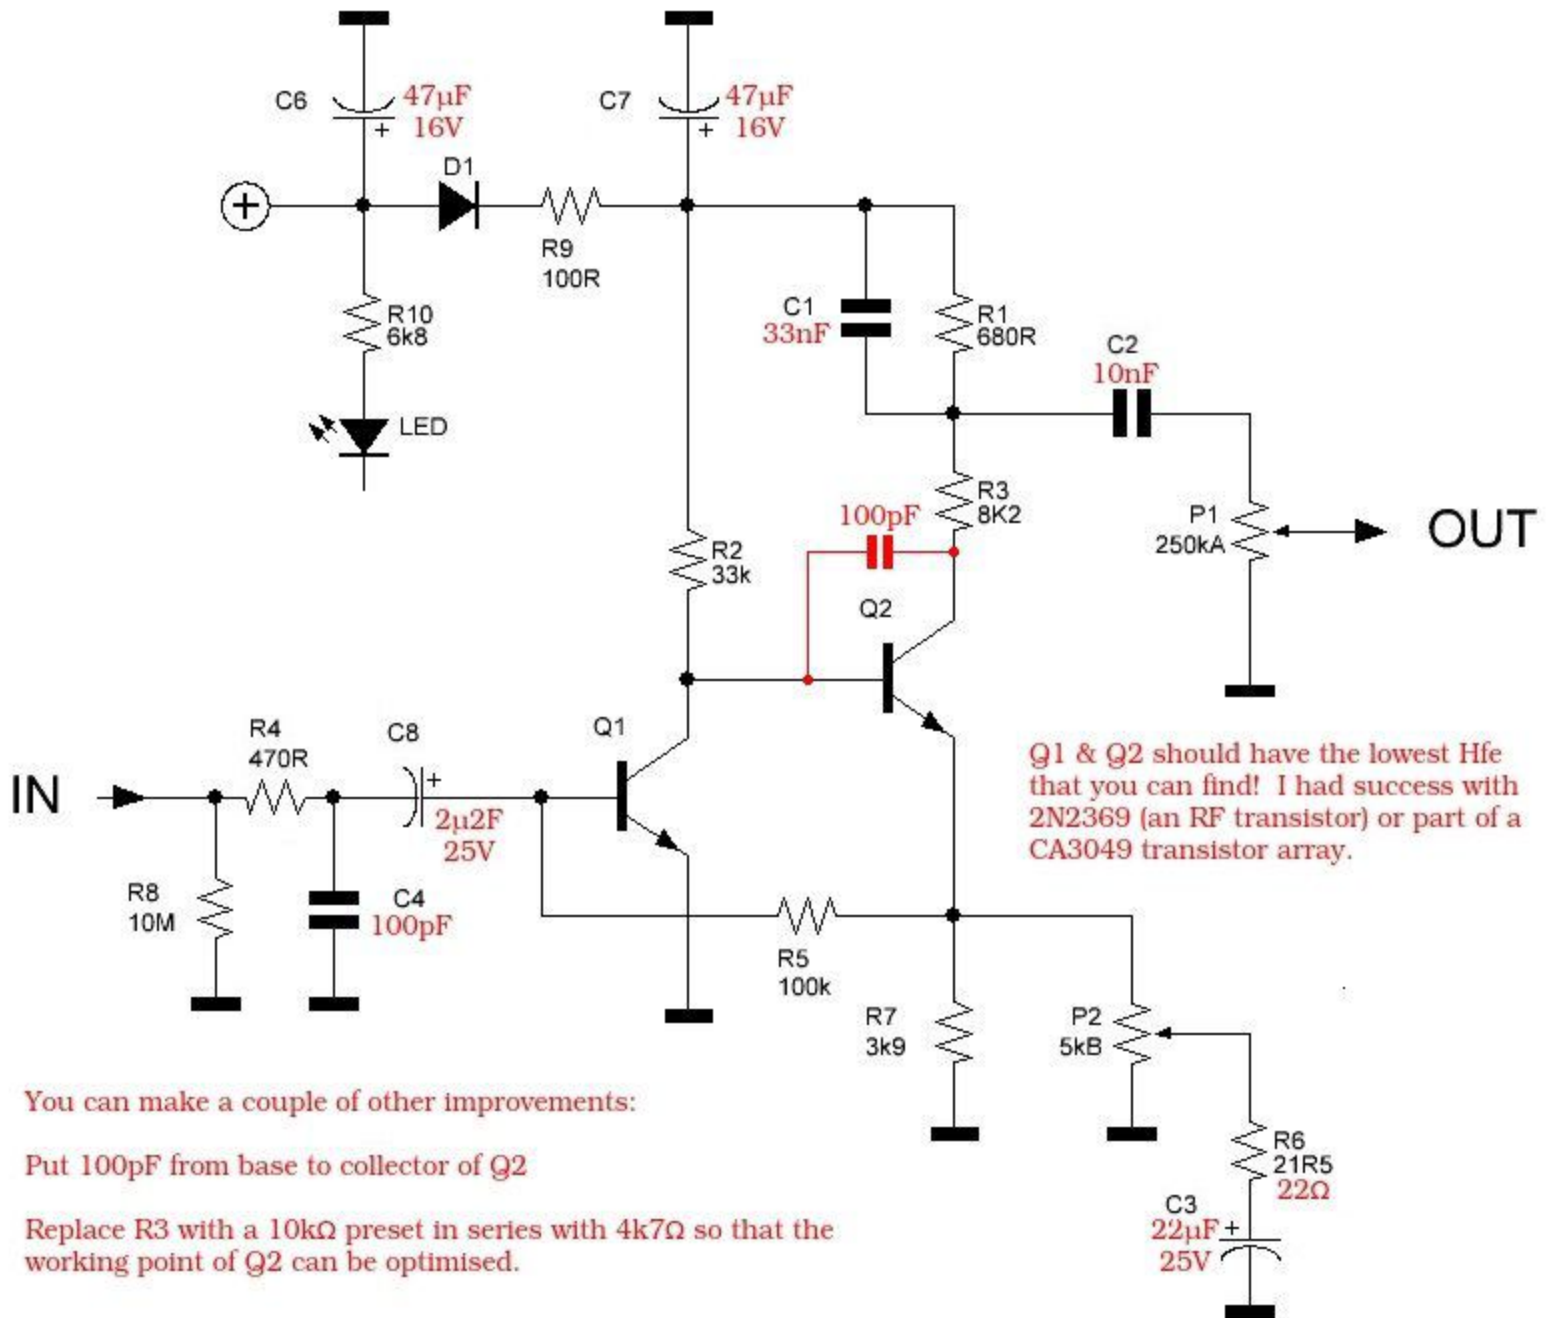 C6
47µF
16V
+
C7
47µF
16V
+
D1
+
R9
100R
R10
6k8
LED
C1
33nF
R1
680R
C2
10nF
R3
8K2
100pF
P1
250kA
OUT
R2
33k
Q2
R4
470R
C8
+
2µ2F
25V
Q1
IN
R8
10M
C4
100pF
Q1 & Q2 should have the lowest Hfe
that you can find! I had success with
2N2369 (an RF transistor) or part of a
CA3049 transistor array.
R5
100k
R7
3k9
P2
5kB
R6
21R5
22Ω
C3
22µF
+
25V
You can make a couple of other improvements:
Put 100pF from base to collector of Q2
Replace R3 with a 10kΩ preset in series with 4k7Ω so that the
working point of Q2 can be optimised.